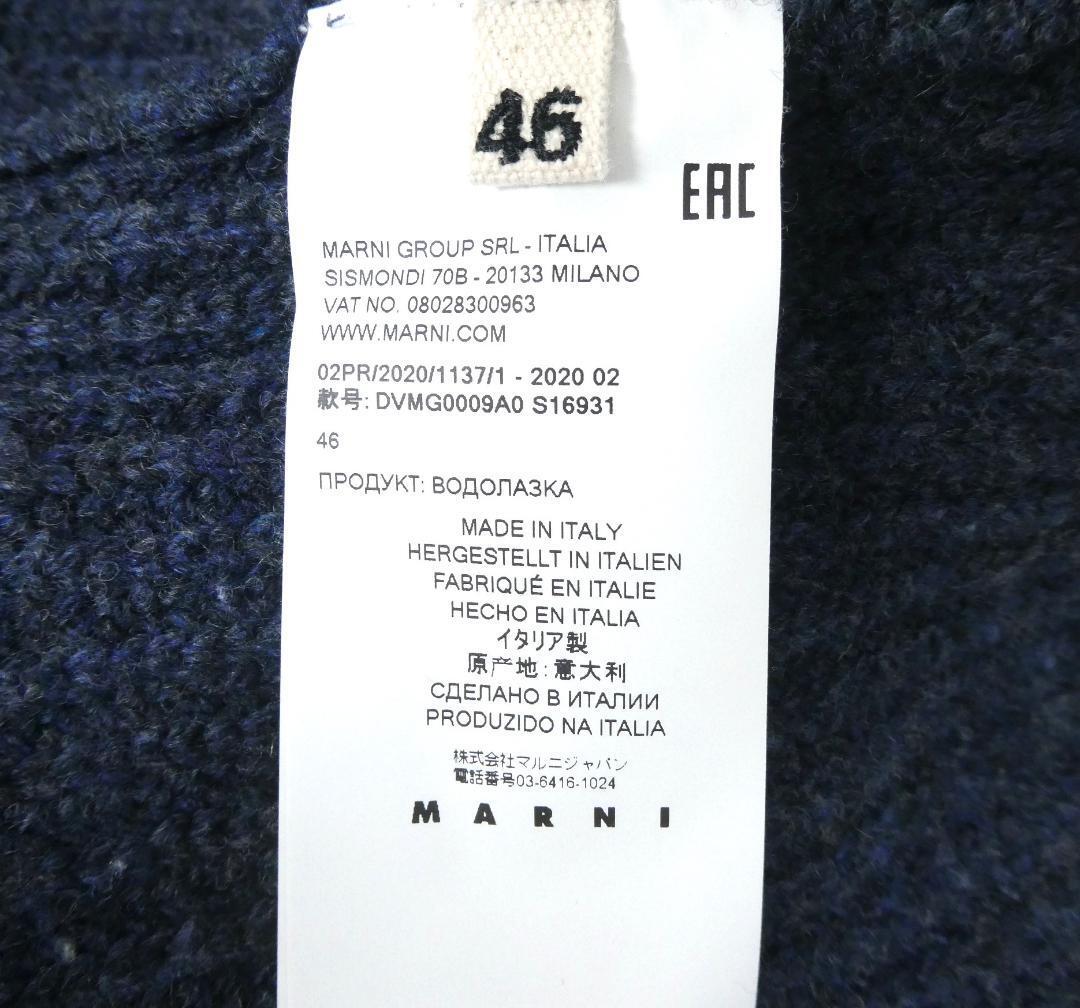 46
EAC
MARNI GROUP SRL - ITALIA
SISMONDI 70B - 20133 MILANO
VAT NO. 08028300963
WWW.MARNI.COM
02PR/2020/1137/1 - 2020 02
款号: DVMG0009A0 S16931
46
ПРОДУКТ: ВОДОЛАЗКА
MADE IN ITALY
HERGESTELLT IN ITALIEN
FABRIQUÉ EN ITALIE
HECHO EN ITALIA
イタリア製
原产地: 意大利
СДЕЛАНО В ИТАЛИИ
PRODUZIDO NA ITALIA
株式会社マルニジャパン
電話番号03-6416-1024
MARNI